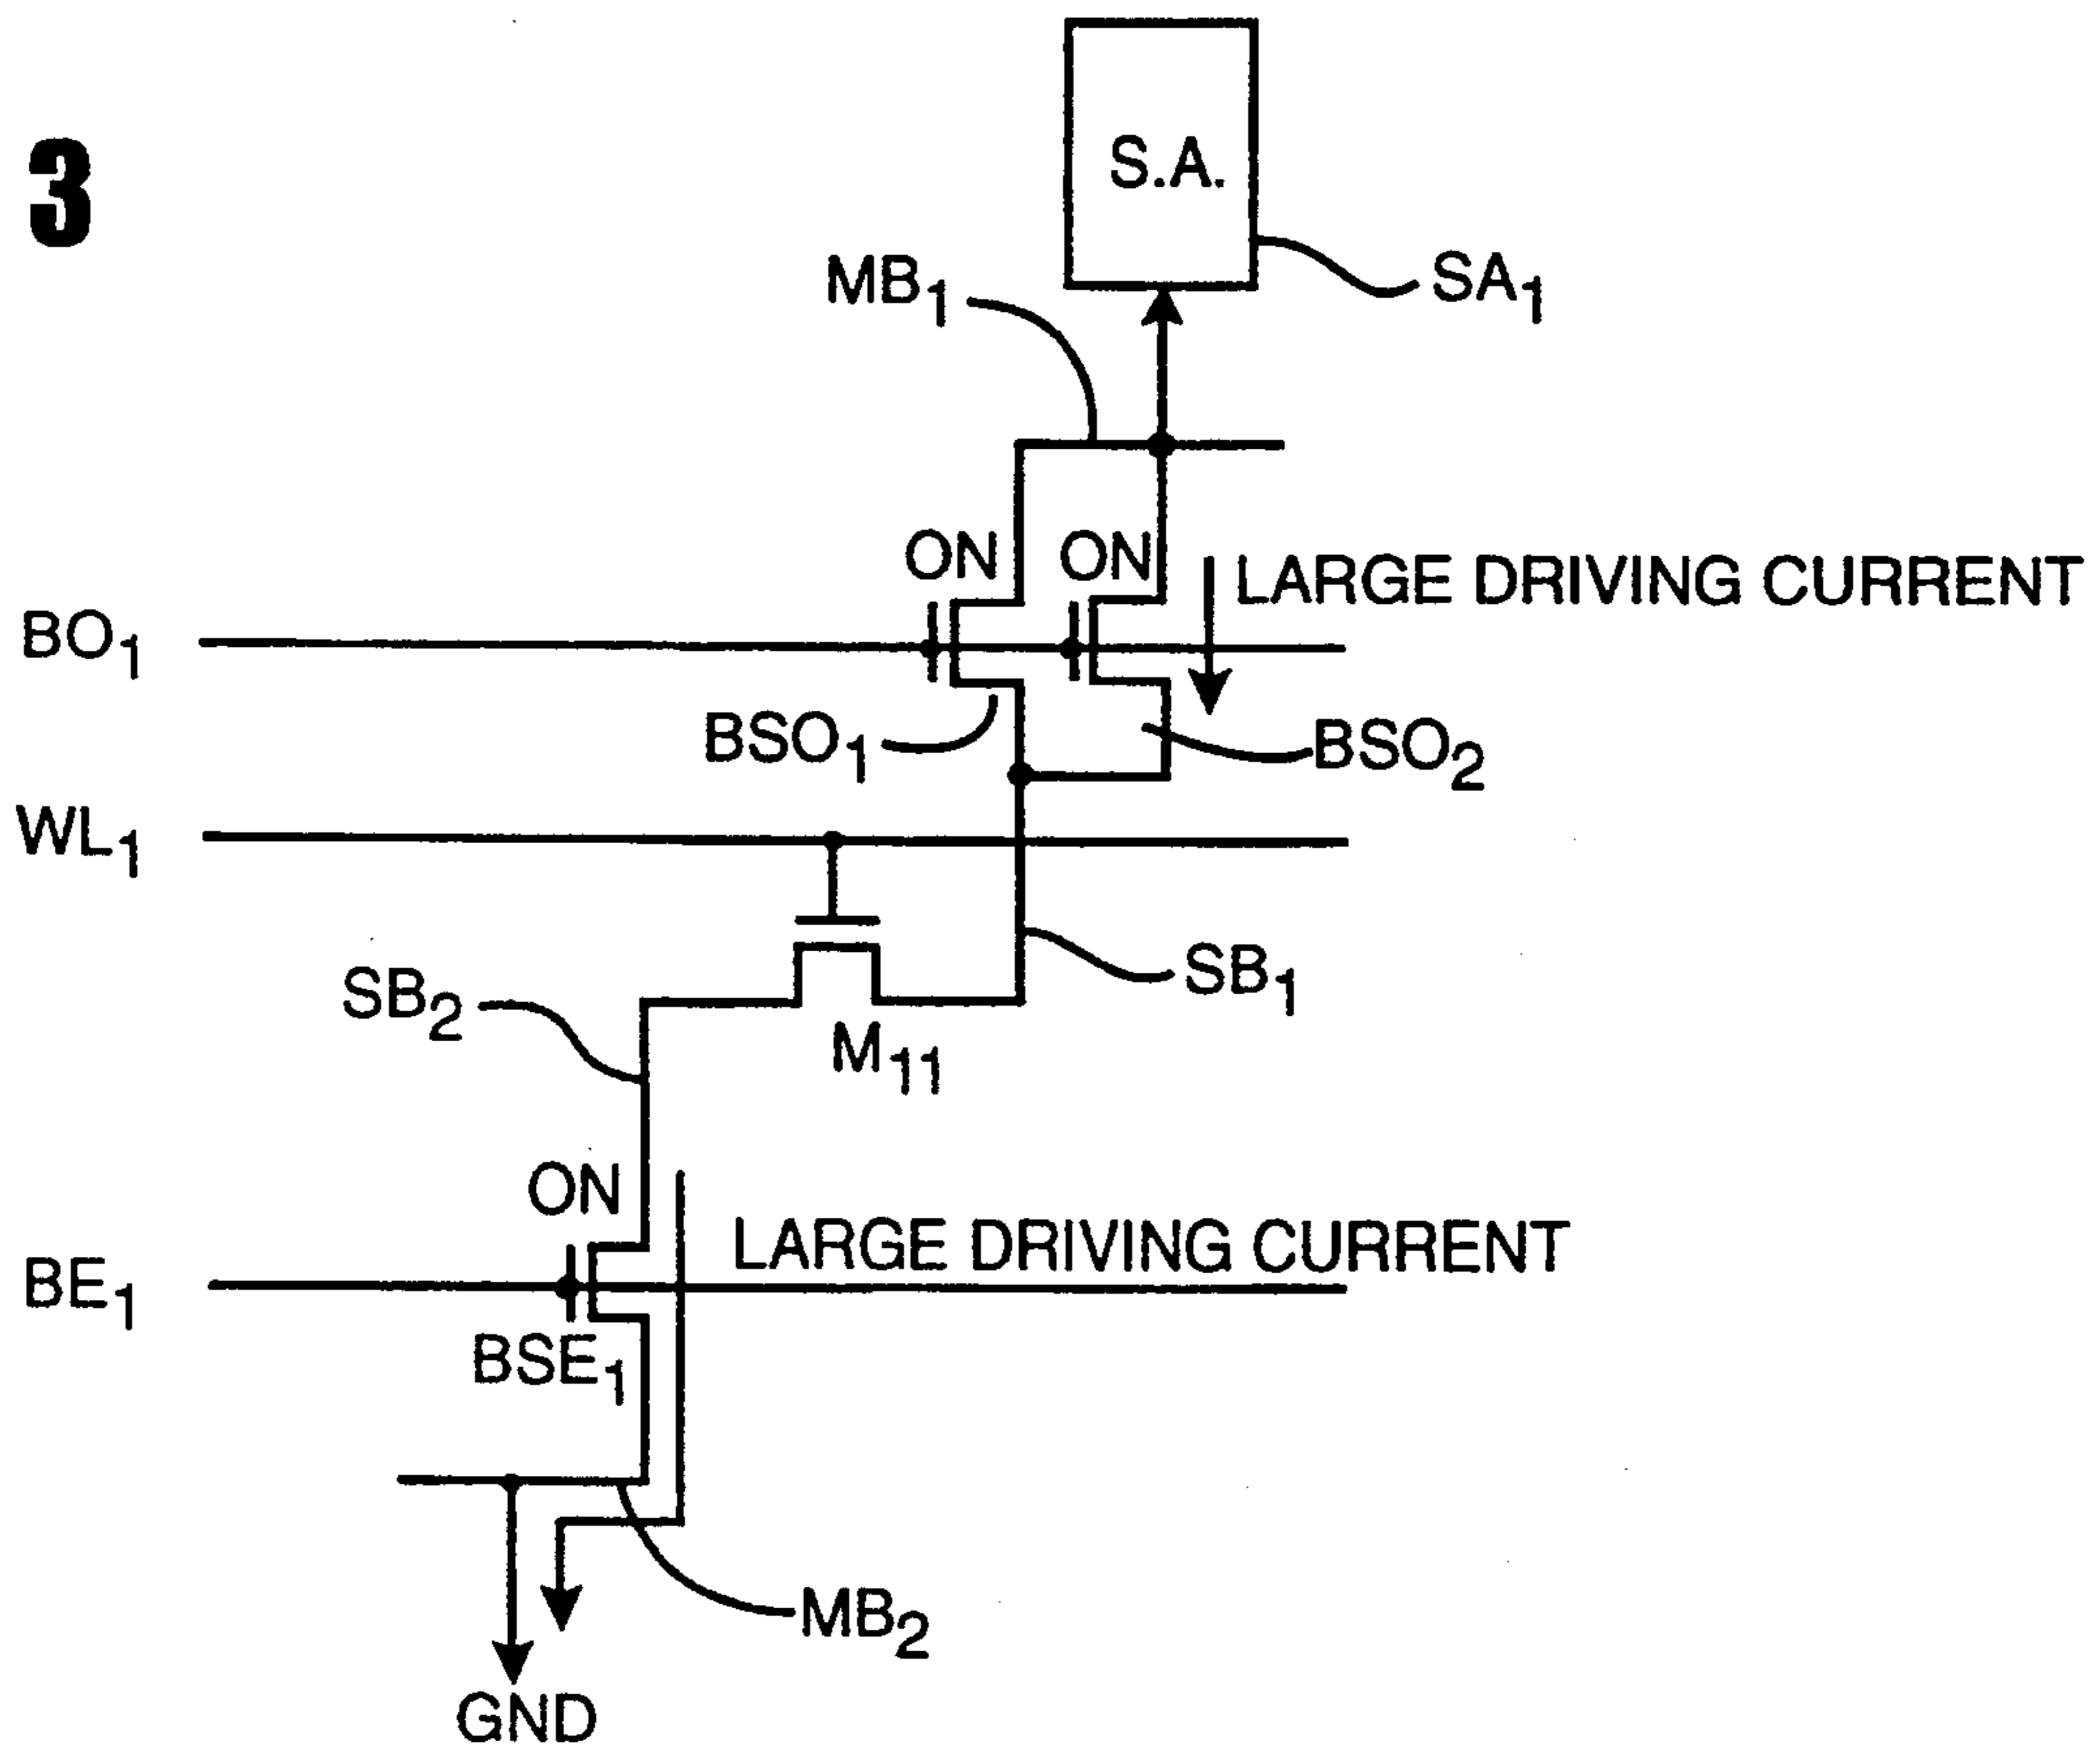 3
S.A.
MB1
SA1
ON
ON
LARGE DRIVING CURRENT
BO1
BSO1
BSO2
WL1
SB2
SB1
M11
ON
LARGE DRIVING CURRENT
BE1
BSE1
MB2
GND